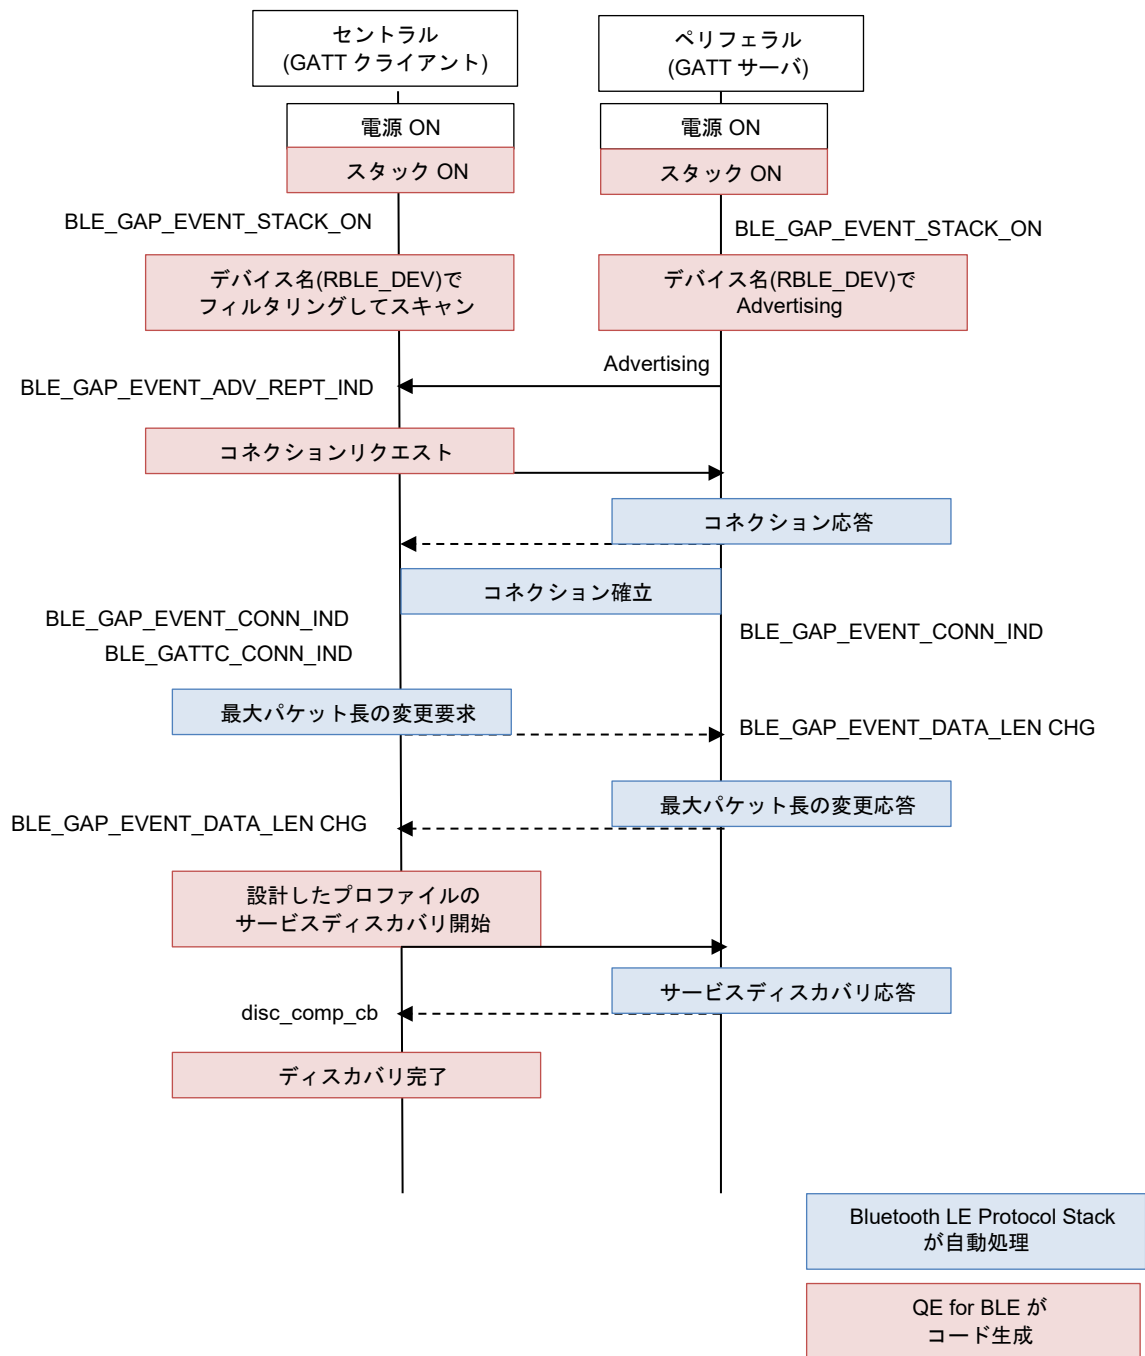 セントラル
(GATT クライアント)
ペリフェラル
(GATT サーバ)
電源 ON
電源 ON
スタック ON
スタック ON
BLE_GAP_EVENT_STACK_ON
BLE_GAP_EVENT_STACK_ON
デバイス名(RBLE_DEV)で
フィルタリングしてスキャン
デバイス名(RBLE_DEV)で
Advertising
Advertising
BLE_GAP_EVENT_ADV_REPT_IND
コネクションリクエスト
コネクション応答
コネクション確立
BLE_GAP_EVENT_CONN_IND
BLE_GATTC_CONN_IND
BLE_GAP_EVENT_CONN_IND
最大パケット長の変更要求
BLE_GAP_EVENT_DATA_LEN CHG
最大パケット長の変更応答
BLE_GAP_EVENT_DATA_LEN CHG
設計したプロファイルの
サービスディスカバリ開始
サービスディスカバリ応答
disc_comp_cb
ディスカバリ完了
Bluetooth LE Protocol Stack
が自動処理
QE for BLE が
コード生成